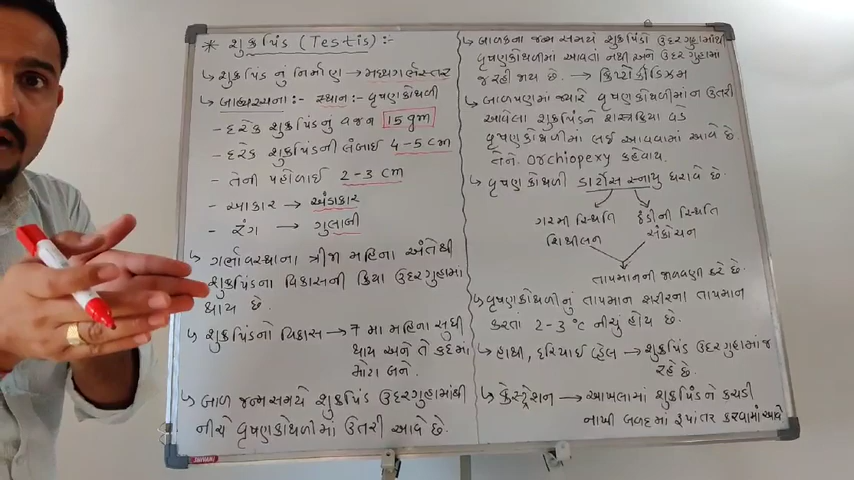 * શુક્રપિંડ (Testis) :-
↳ શુક્રપિંડ નું નિર્માણ → મધ્યગર્ભસ્તર
↳ બાહ્યરચના :- સ્થાન :- વૃષણકોથળી
- દરેક શુક્રપિંડનું વજન 15 gm
- દરેક શુક્રપિંડની લંબાઈ 4-5 cm
- તેની પહોળાઈ 2-3 cm
- આકાર → અંડાકાર
- રંગ → ગુલાબી
↳ ગર્ભાવસ્થાના ત્રીજા મહિના અંતેથી
શુક્રપિંડના વિકાસની ક્રિયા ઉદરગુહામાં
થાય છે.
↳ શુક્રપિંડનો વિકાસ → 7 મા મહિના સુધી
થાય અને તે કદમાં
મોટા બને.
↳ બાળ જન્મ સમયે શુક્રપિંડ ઉદરગુહામાંથી
નીચે વૃષણકોથળીમાં ઉતરી આવે છે.
↳ બાળકના જન્મ સમયે શુક્રપિંડો ઉદરગુહામાંથી
વૃષણકોથળીમાં આવતાં નથી અને ઉદર ગુહામાં
જ રહી જાય છે. → ક્રિપ્ટોર્કીડિઝમ
↳ બાળપણમાં જ્યારે વૃષણકોથળીમાં ન ઉતરી
આવેલા શુક્રપિંડને શસ્ત્રક્રિયા વડે
વૃષણકોથળીમાં લઈ આવવામાં આવે છે.
તેને orchiopexy કહેવાય.
↳ વૃષણકોથળી ડાર્ટોસ સ્નાયુ ધરાવે છે.
ગરમી સ્થિતિ ઠંડીની સ્થિતિ
શિથીલન સંકોચન
તાપમાનની જાળવણી કરે છે.
↳ વૃષણકોથળીનું તાપમાન શરીરના તાપમાન
કરતાં 2-3 °c નીચું હોય છે.
↳ હાથી, દરિયાઈ વ્હેલ → શુક્રપિંડ ઉદરગુહામાં જ
રહે છે.
↳ કેસ્ટ્રેશન → આખલામાં શુક્રપિંડને કચડી
નાખી બળદમાં રૂપાંતર કરવામાં આવે